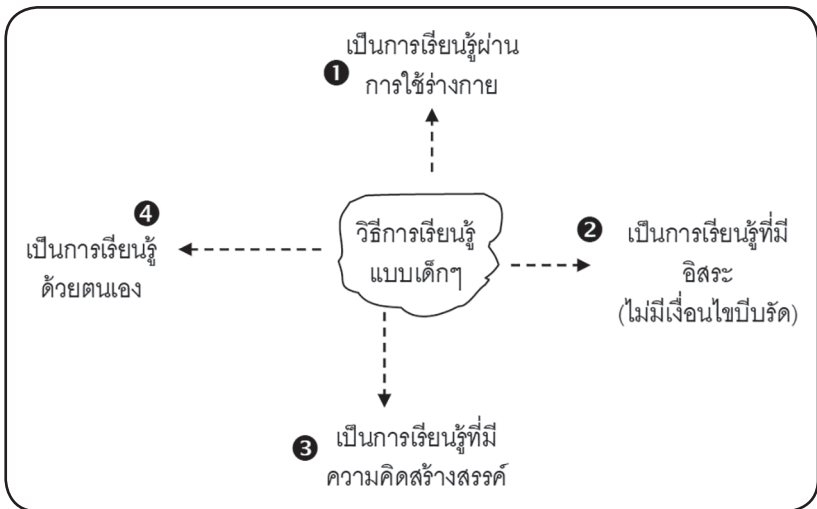 เป็นการเรียนรู้ผ่าน
❶ การใช้ร่างกาย
วิธีการเรียนรู้
แบบเด็กๆ
❷ เป็นการเรียนรู้ที่มี
อิสระ
(ไม่มีเงื่อนไขบีบรัด)
❸ เป็นการเรียนรู้ที่มี
ความคิดสร้างสรรค์
❹
เป็นการเรียนรู้
ด้วยตนเอง